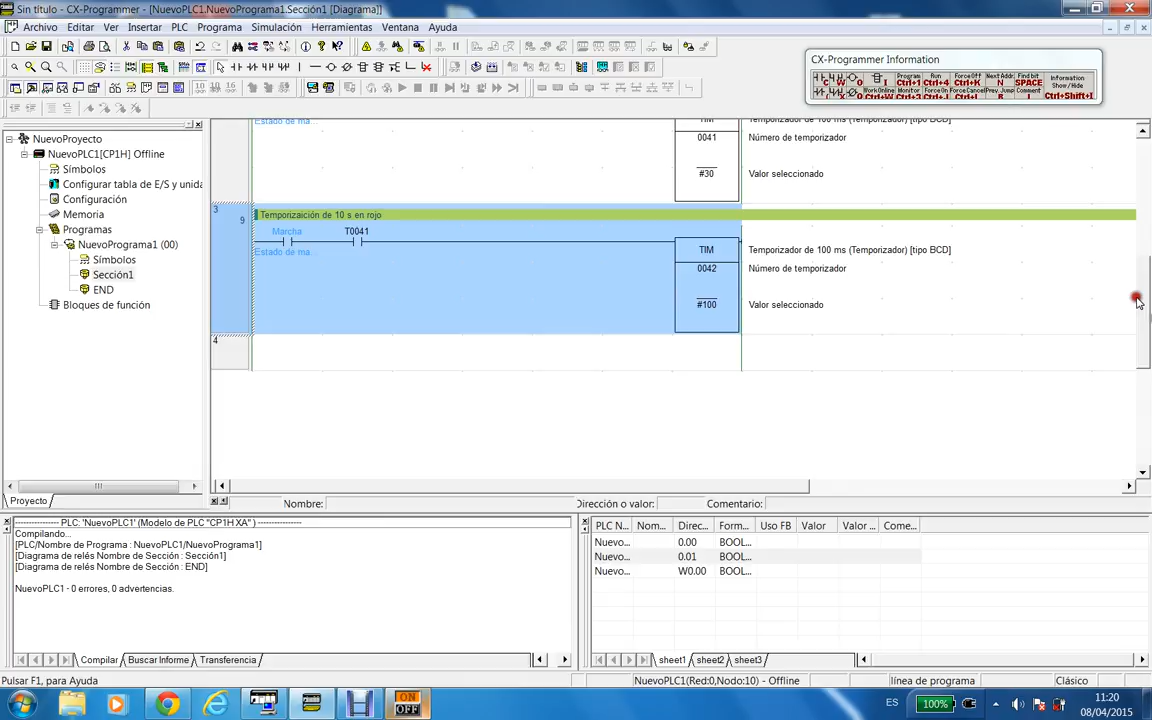 Sin título - CX-Programmer - [NuevoPLC1.NuevoPrograma1.Sección1 [Diagrama]]
Archivo Editar Ver Insertar PLC Programa Simulación Herramientas Ventana Ayuda
CX-Programmer Information
NuevoProyecto
NuevoPLC1[CP1H] Offline
Símbolos
Configurar tabla de E/S y unida
Configuración
Memoria
Programas
NuevoPrograma1 (00)
Símbolos
Sección1
END
Bloques de función
Proyecto
Estado de ma...
TIM Temporizador de 100 ms (Temporizador) [tipo BCD]
0041 Número de temporizador
#30 Valor seleccionado
3
9
Temporizaición de 10 s en rojo
Marcha T0041
Estado de ma...
TIM Temporizador de 100 ms (Temporizador) [tipo BCD]
0042 Número de temporizador
#100 Valor seleccionado
4
Nombre: Dirección o valor: Comentario:
---------------- PLC: 'NuevoPLC1' (Modelo de PLC "CP1H XA" ) ----------------
Compilando...
[PLC/Nombre de Programa : NuevoPLC1/NuevoPrograma1]
[Diagrama de relés Nombre de Sección : Sección1]
[Diagrama de relés Nombre de Sección : END]
NuevoPLC1 - 0 errores, 0 advertencias.
Compilar Buscar Informe Transferencia
PLC N... Nom... Direc... Form... Uso FB Valor Valor ... Come...
Nuevo... 0.00 BOOL...
Nuevo... 0.01 BOOL...
Nuevo... W0.00 BOOL...
sheet1 sheet2 sheet3
Pulsar F1, para Ayuda
NuevoPLC1(Red:0,Nodo:10) - Offline línea de programa Clásico
ON
OFF
ES 100% 11:20
08/04/2015